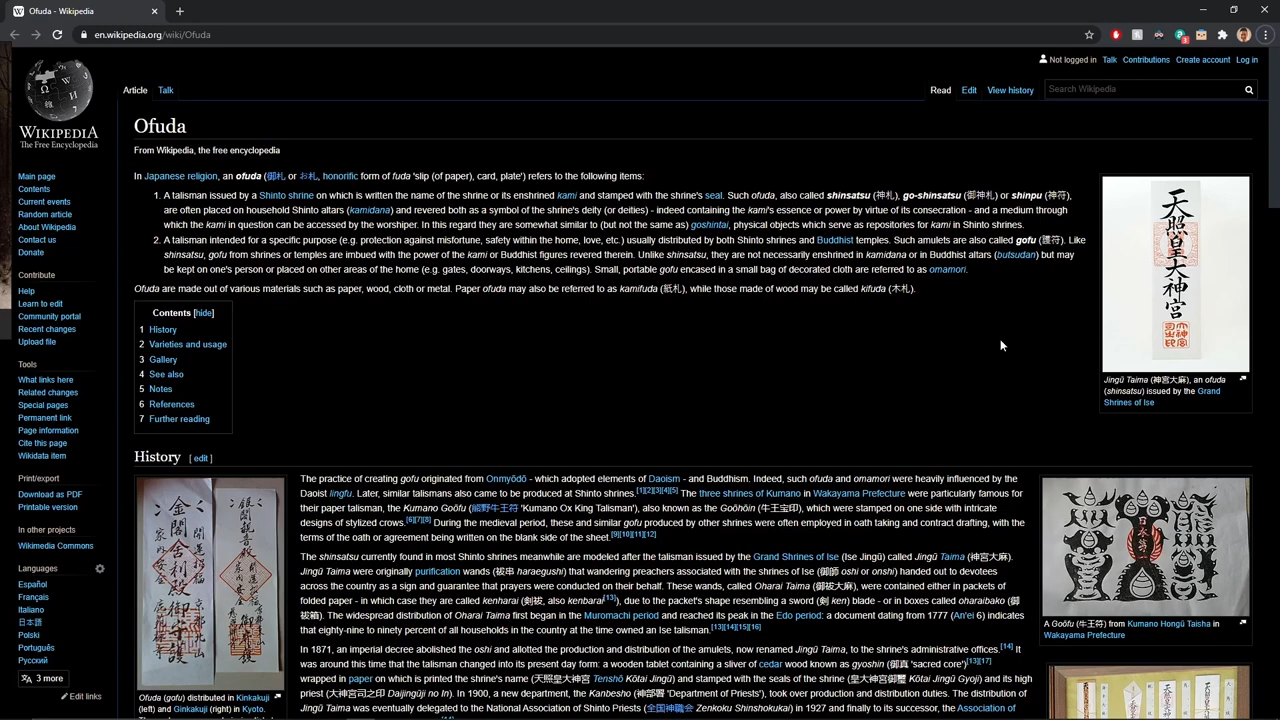 Ofuda - Wikipedia
en.wikipedia.org/wiki/Ofuda
3
Not logged in Talk Contributions Create account Log in
Article Talk
Read Edit View history
Search Wikipedia
WIKIPEDIA
The Free Encyclopedia
Ofuda
From Wikipedia, the free encyclopedia
In Japanese religion, an ofuda (御札 or お札, honorific form of fuda 'slip (of paper), card, plate') refers to the following items:
1. A talisman issued by a Shinto shrine on which is written the name of the shrine or its enshrined kami and stamped with the shrine's seal. Such ofuda, also called shinsatsu (神札), go-shinsatsu (御神札) or shinpu (神符),
are often placed on household Shinto altars (kamidana) and revered both as a symbol of the shrine's deity (or deities) - indeed containing the kami's essence or power by virtue of its consecration - and a medium through
which the kami in question can be accessed by the worshiper. In this regard they are somewhat similar to (but not the same as) goshintai, physical objects which serve as repositories for kami in Shinto shrines.
2. A talisman intended for a specific purpose (e.g. protection against misfortune, safety within the home, love, etc.) usually distributed by both Shinto shrines and Buddhist temples. Such amulets are also called gofu (護符). Like
shinsatsu, gofu from shrines or temples are imbued with the power of the kami or Buddhist figures revered therein. Unlike shinsatsu, they are not necessarily enshrined in kamidana or in Buddhist altars (butsudan) but may
be kept on one's person or placed on other areas of the home (e.g. gates, doorways, kitchens, ceilings). Small, portable gofu encased in a small bag of decorated cloth are referred to as omamori.
Ofuda are made out of various materials such as paper, wood, cloth or metal. Paper ofuda may also be referred to as kamifuda (紙札), while those made of wood may be called kifuda (木札).
Contents [hide]
1 History
2 Varieties and usage
3 Gallery
4 See also
5 Notes
6 References
7 Further reading
天照皇大神宮
Jingū Taima (神宮大麻), an ofuda
(shinsatsu) issued by the Grand
Shrines of Ise
Main page
Contents
Current events
Random article
About Wikipedia
Contact us
Donate
Contribute
Help
Learn to edit
Community portal
Recent changes
Upload file
Tools
What links here
Related changes
Special pages
Permanent link
Page information
Cite this page
Wikidata item
Print/export
Download as PDF
Printable version
In other projects
Wikimedia Commons
Languages
Español
Français
Italiano
日本語
Polski
Português
Русский
3 more
Edit links
History [ edit ]
Ofuda (gofu) distributed in Kinkakuji
(left) and Ginkakuji (right) in Kyoto.
The practice of creating gofu originated from Onmyōdō - which adopted elements of Daoism - and Buddhism. Indeed, such ofuda and omamori were heavily influenced by the
Daoist lingfu. Later, similar talismans also came to be produced at Shinto shrines.[1][2][3][4][5] The three shrines of Kumano in Wakayama Prefecture were particularly famous for
their paper talisman, the Kumano Goōfu (熊野牛王符 'Kumano Ox King Talisman'), also known as the Goōhōin (牛王宝印), which were stamped on one side with intricate
designs of stylized crows.[6][7][8] During the medieval period, these and similar gofu produced by other shrines were often employed in oath taking and contract drafting, with the
terms of the oath or agreement being written on the blank side of the sheet.[9][10][11][12]
The shinsatsu currently found in most Shinto shrines meanwhile are modeled after the talisman issued by the Grand Shrines of Ise (Ise Jingū) called Jingū Taima (神宮大麻).
Jingū Taima were originally purification wands (祓串 haraegushi) that wandering preachers associated with the shrines of Ise (御師 oshi or onshi) handed out to devotees
across the country as a sign and guarantee that prayers were conducted on their behalf. These wands, called Oharai Taima (御祓大麻), were contained either in packets of
folded paper - in which case they are called kenharai (剣祓, also kenbarai[13]), due to the packet's shape resembling a sword (剣 ken) blade - or in boxes called oharaibako (御
祓箱). The widespread distribution of Oharai Taima first began in the Muromachi period and reached its peak in the Edo period: a document dating from 1777 (An'ei 6) indicates
that eighty-nine to ninety percent of all households in the country at the time owned an Ise talisman.[13][14][15][16]
In 1871, an imperial decree abolished the oshi and allotted the production and distribution of the amulets, now renamed Jingū Taima, to the shrine's administrative offices.[14] It
was around this time that the talisman changed into its present day form: a wooden tablet containing a sliver of cedar wood known as gyoshin (御真 'sacred core')[13][17]
wrapped in paper on which is printed the shrine's name (天照皇大神宮 Tenshō Kōtai Jingū) and stamped with the seals of the shrine (皇大神宮御璽 Kōtai Jingū Gyoji) and its high
priest (大神宮司之印 Daijingūji no In). In 1900, a new department, the Kanbesho (神部署 'Department of Priests'), took over production and distribution duties. The distribution of
Jingū Taima was eventually delegated to the National Association of Shinto Priests (全国神職会 Zenkoku Shinshokukai) in 1927 and finally to its successor, the Association of
A Goōfu (牛王符) from Kumano Hongū Taisha in
Wakayama Prefecture